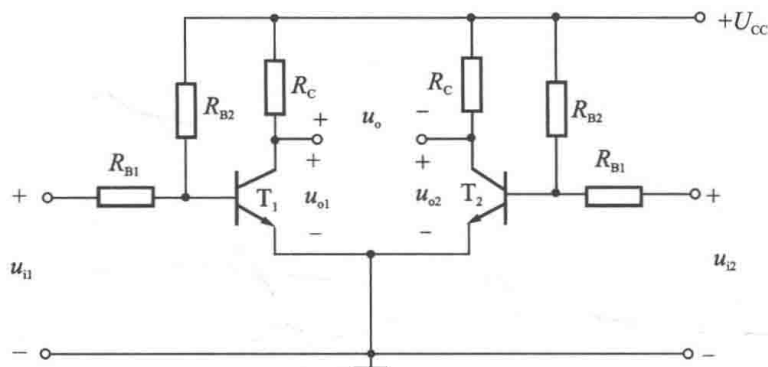 +U_CC
R_C
R_C
R_B2
R_B2
+ u_o −
R_B1
R_B1
+
+
+
+
T_1
u_o1
u_o2
T_2
−
−
u_i1
u_i2
−
−